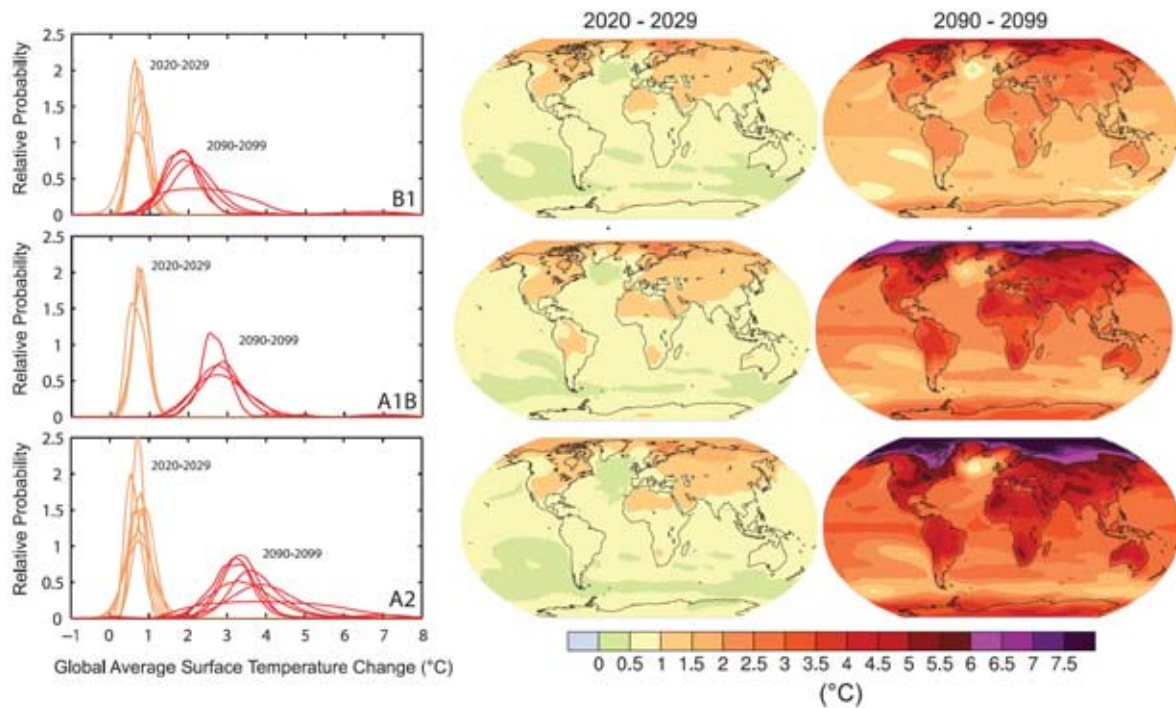 2020 - 2029
2090 - 2099
Relative Probability
2.5
2
1.5
1
0.5
0
2020-2029
2090-2099
B1
Relative Probability
2.5
2
1.5
1
0.5
0
2020-2029
2090-2099
A1B
Relative Probability
2.5
2
1.5
1
0.5
0
2020-2029
2090-2099
A2
−1 0 1 2 3 4 5 6 7 8
Global Average Surface Temperature Change (°C)
0 0.5 1 1.5 2 2.5 3 3.5 4 4.5 5 5.5 6 6.5 7 7.5
(°C)